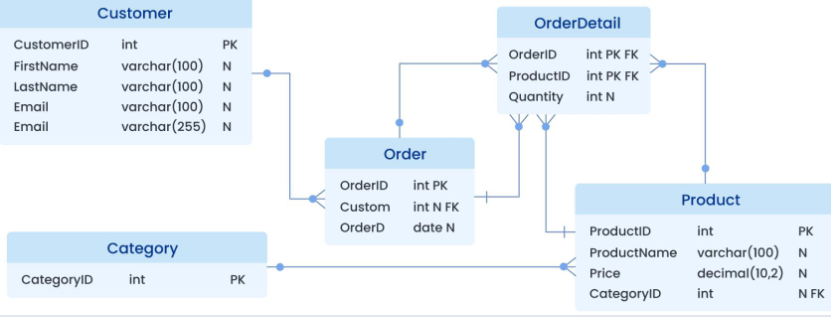 Customer
CustomerID int PK
FirstName varchar(100) N
LastName varchar(100) N
Email varchar(100) N
Email varchar(255) N
OrderDetail
OrderID int PK FK
ProductID int PK FK
Quantity int N
Order
OrderID int PK
Custom int N FK
OrderD date N
Product
ProductID int PK
ProductName varchar(100) N
Price decimal(10,2) N
CategoryID int N FK
Category
CategoryID int PK